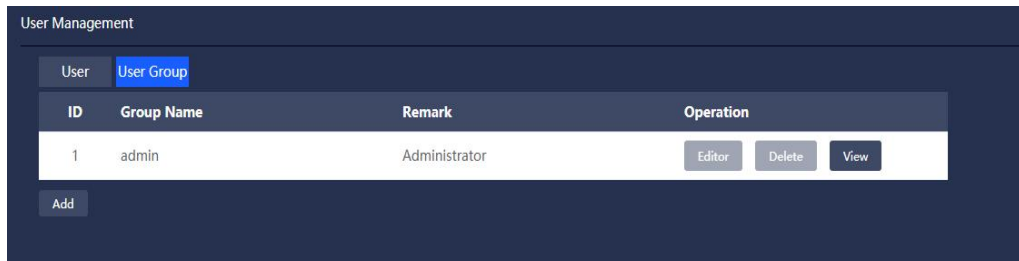 User Management
User User Group
ID Group Name Remark Operation
1 admin Administrator Editor Delete View
Add